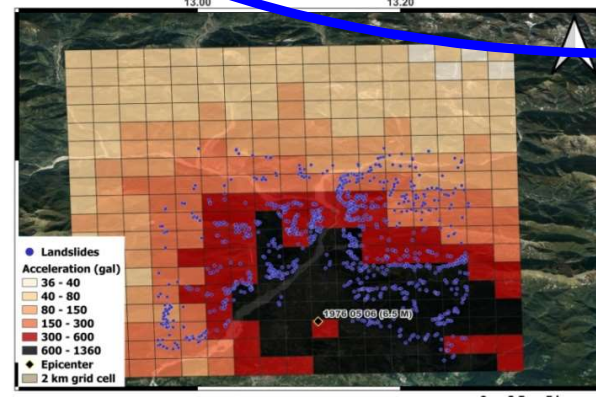 13.00 13.20
1976 05 06 (6.5 M)
Landslides
Acceleration (gal)
36 - 40
40 - 80
80 - 150
150 - 300
300 - 600
600 - 1360
Epicenter
2 km grid cell